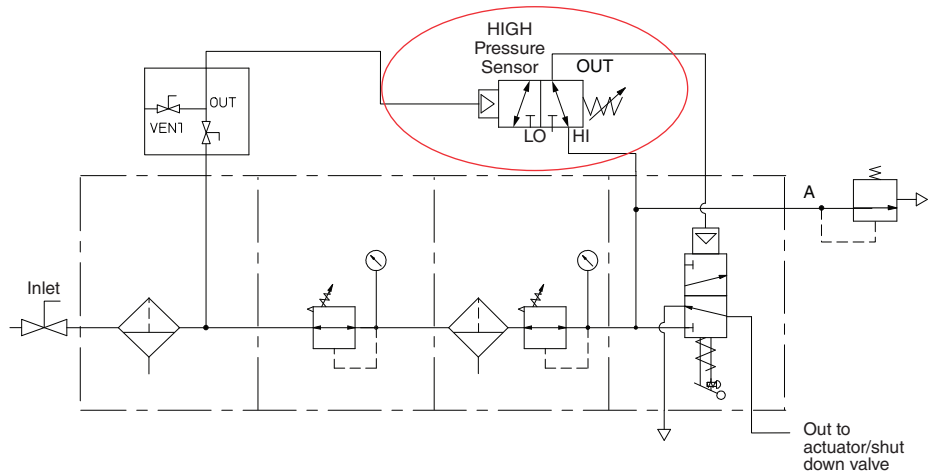 HIGH
Pressure
Sensor
OUT
OUT
VENT
LO
HI
A
Inlet
Out to
actuator/shut
down valve